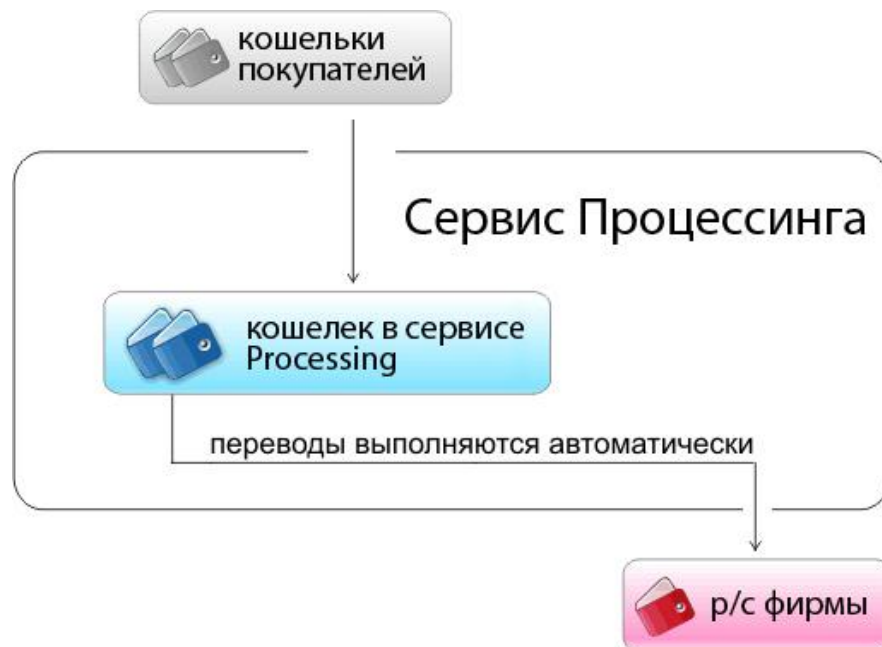 кошельки
покупателей
Сервис Процессинга
кошелек в сервисе
Processing
переводы выполняются автоматически
р/с фирмы